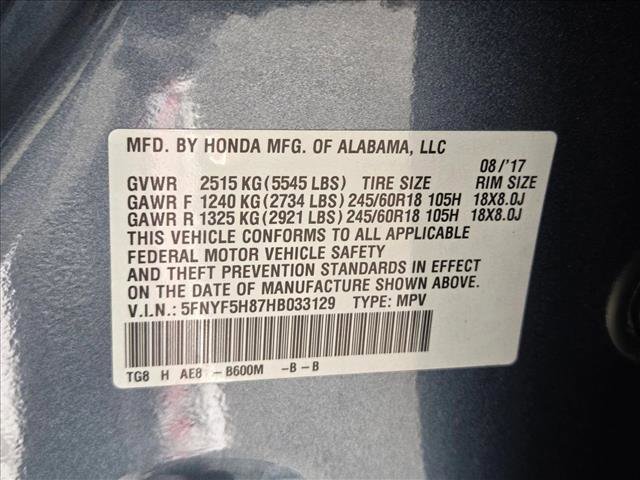 MFD. BY HONDA MFG. OF ALABAMA, LLC
08/'17
GVWR 2515 KG (5545 LBS) TIRE SIZE RIM SIZE
GAWR F 1240 KG (2734 LBS) 245/60R18 105H 18X8.0J
GAWR R 1325 KG (2921 LBS) 245/60R18 105H 18X8.0J
THIS VEHICLE CONFORMS TO ALL APPLICABLE
FEDERAL MOTOR VEHICLE SAFETY
AND THEFT PREVENTION STANDARDS IN EFFECT
ON THE DATE OF MANUFACTURE SHOWN ABOVE.
V.I.N.: 5FNYF5H87HB033129 TYPE: MPV
TG8 H AE8 -B600M -B-B